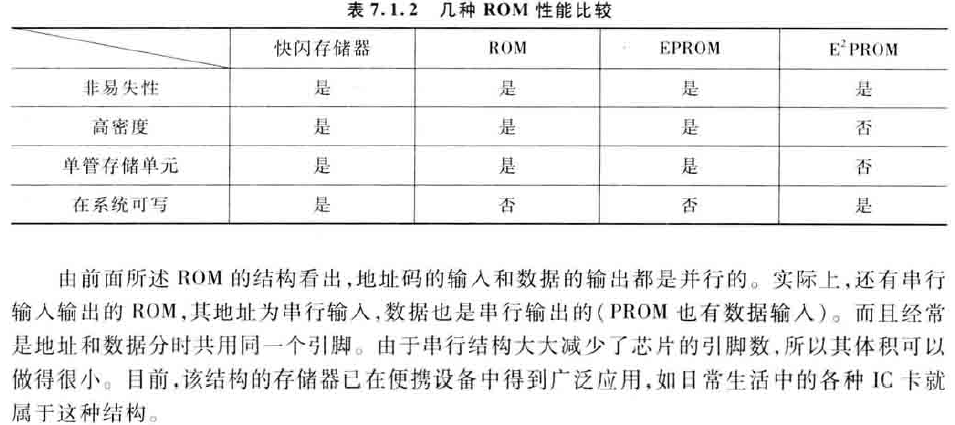 表 7.1.2 几种 ROM 性能比较
快闪存储器 ROM EPROM E²PROM
非易失性 是 是 是 是
高密度 是 是 是 否
单管存储单元 是 是 是 否
在系统可写 是 否 否 是
由前面所述 ROM 的结构看出,地址码的输入和数据的输出都是并行的。实际上,还有串行
输入输出的 ROM,其地址为串行输入,数据也是串行输出的(PROM 也有数据输入)。而且经常
是地址和数据分时共用同一个引脚。由于串行结构大大减少了芯片的引脚数,所以其体积可以
做得很小。目前,该结构的存储器已在便携设备中得到广泛应用,如日常生活中的各种 IC 卡就
属于这种结构。